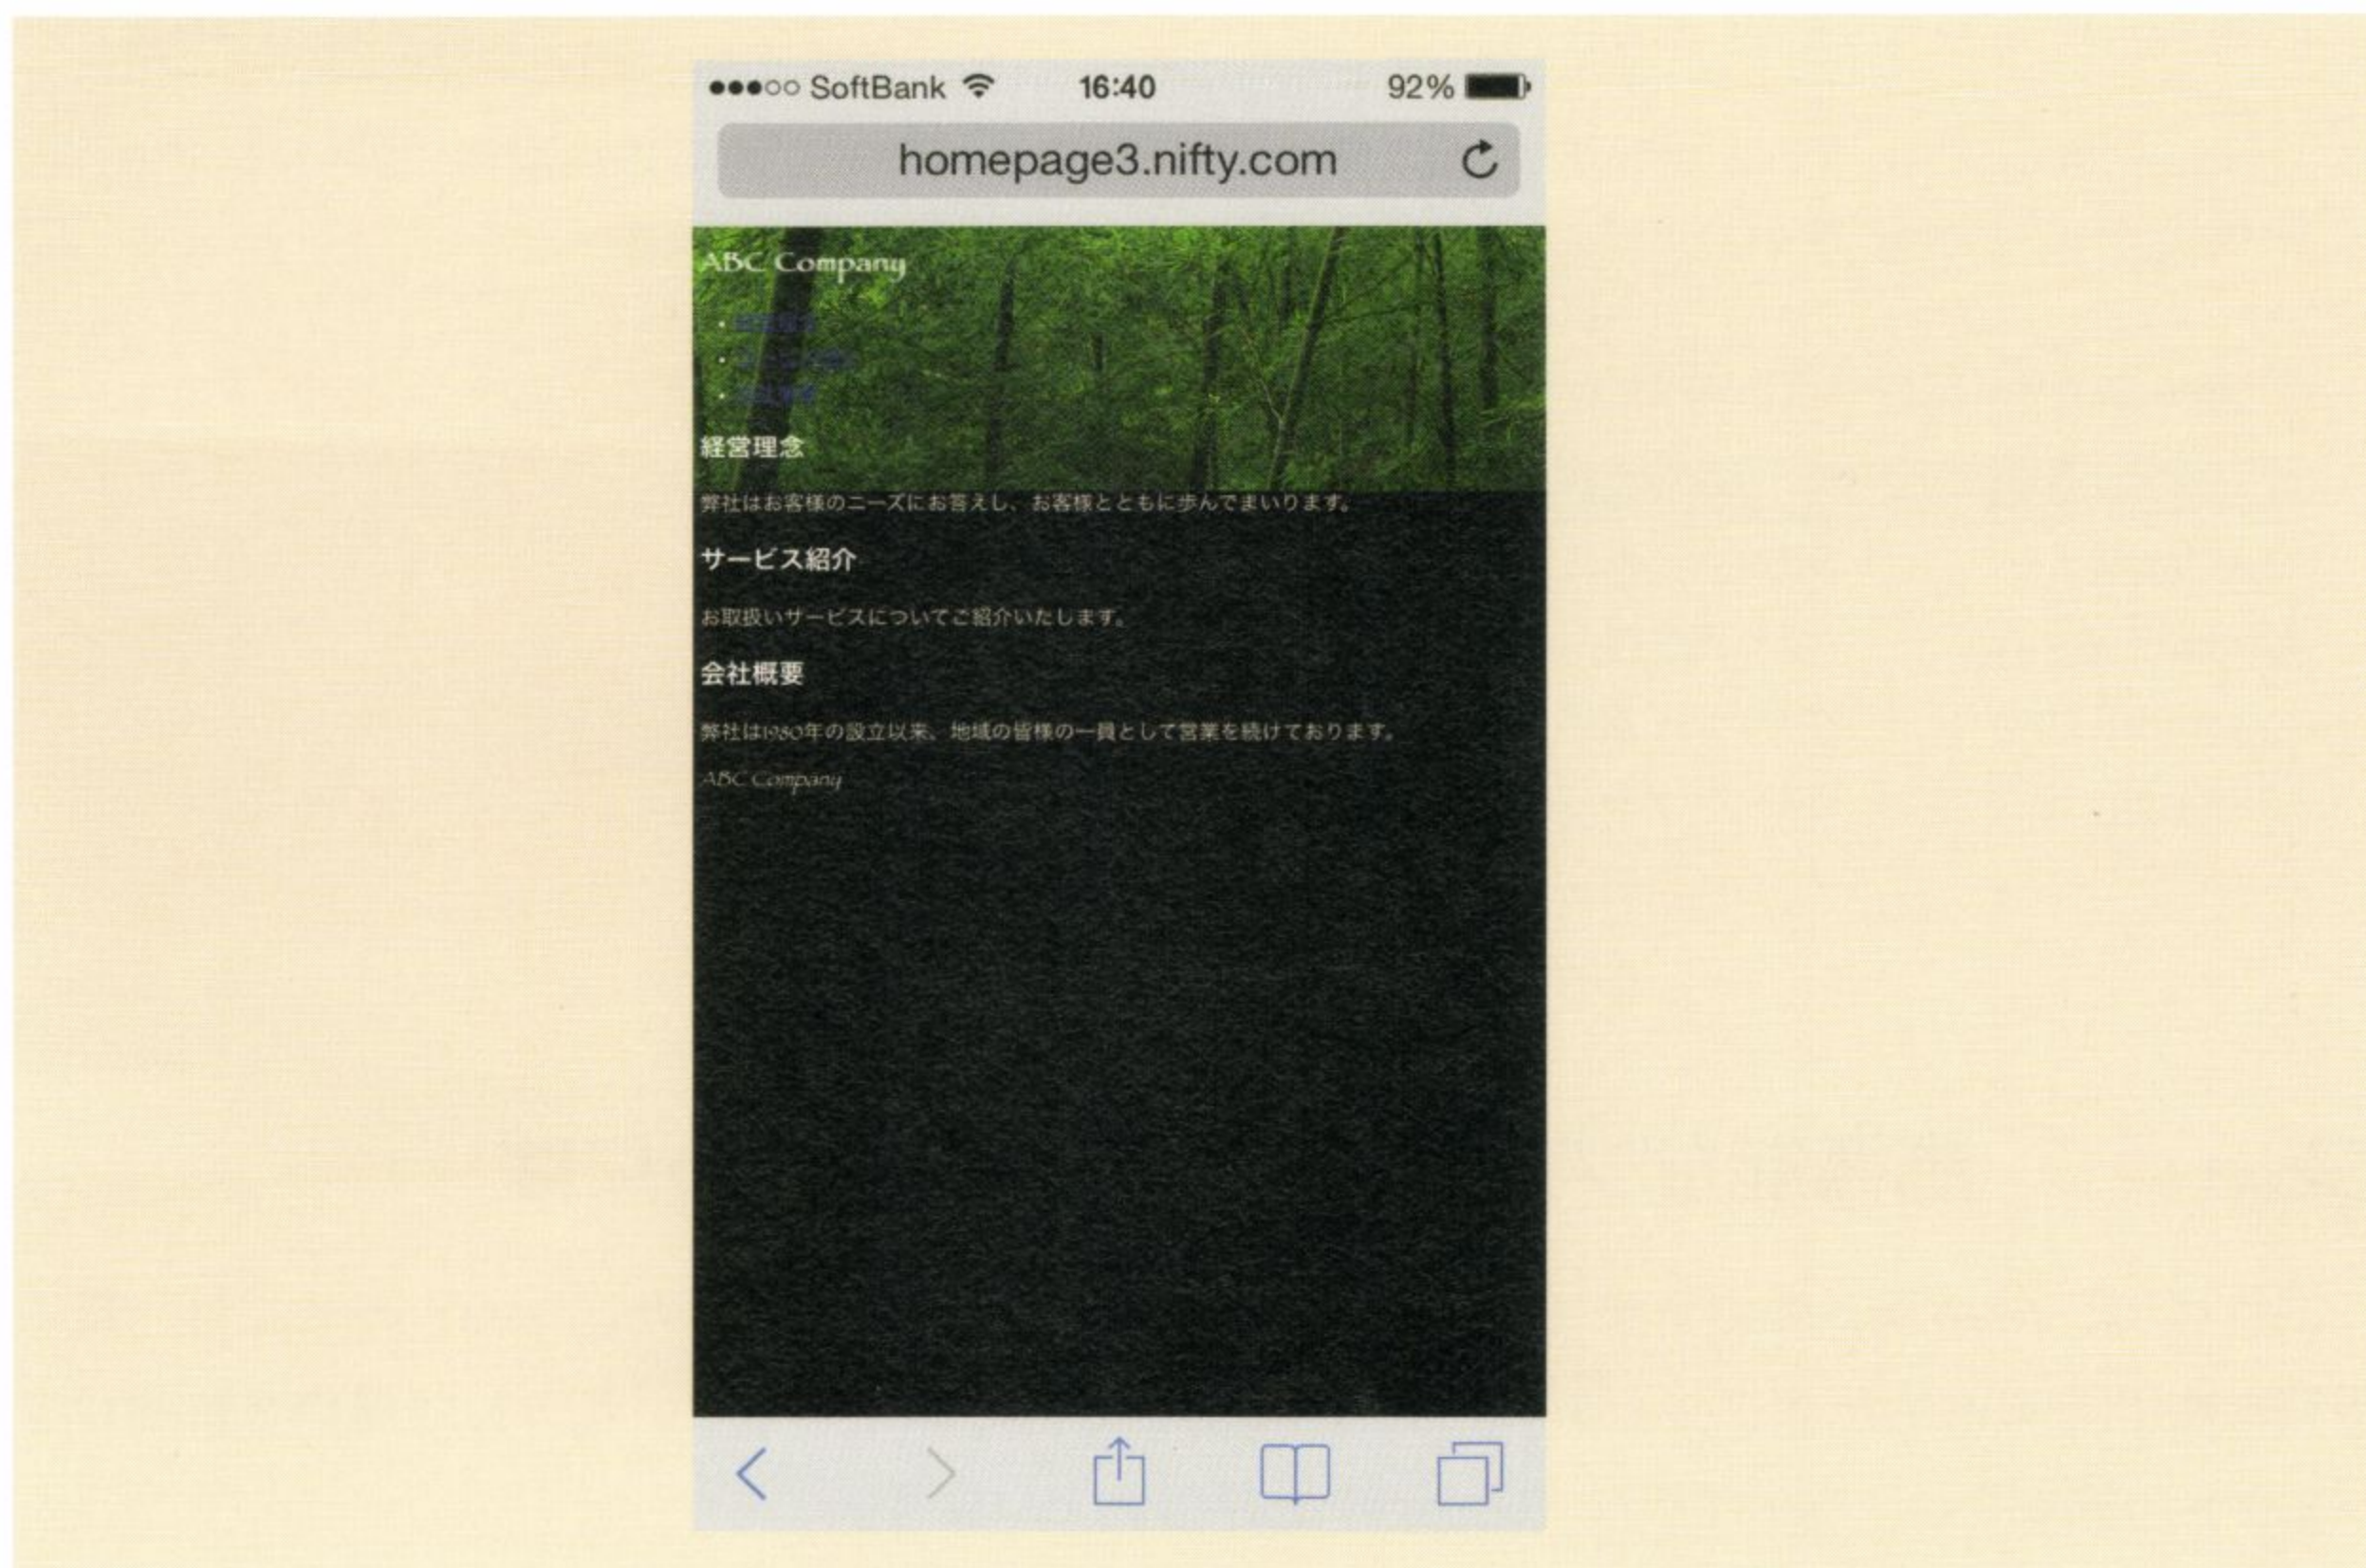 SoftBank 16:40 92%
homepage3.nifty.com
ABC Company
経営理念
弊社はお客様のニーズにお答えし、お客様とともに歩んでまいります。
サービス紹介
お取扱いサービスについてご紹介いたします。
会社概要
弊社は1980年の設立以来、地域の皆様の一員として営業を続けております。
ABC Company